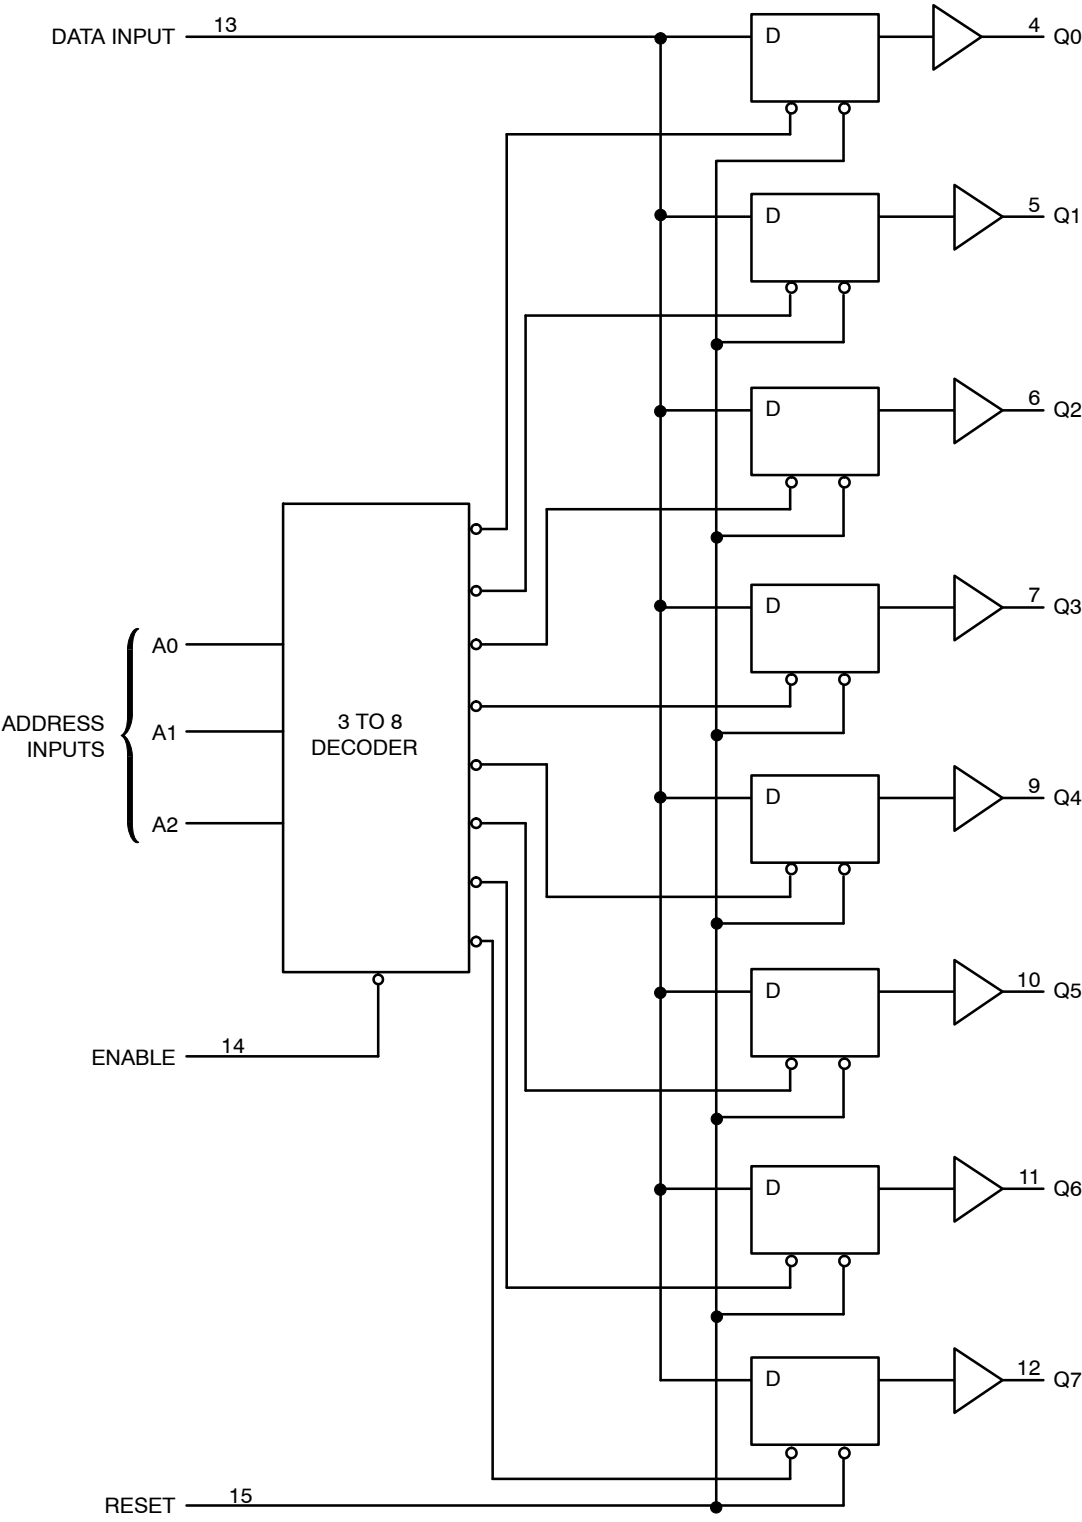 DATA INPUT 13
D
4 Q0
D
5 Q1
D
6 Q2
D
7 Q3
ADDRESS
INPUTS
A0
A1
A2
3 TO 8
DECODER
D
9 Q4
D
10 Q5
ENABLE 14
D
11 Q6
D
12 Q7
RESET 15